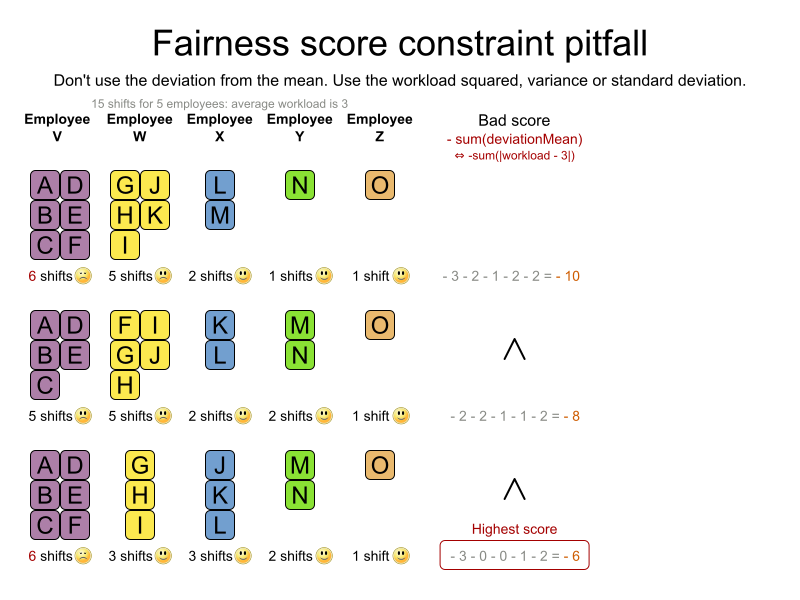 Fairness score constraint pitfall
Don't use the deviation from the mean. Use the workload squared, variance or standard deviation.
15 shifts for 5 employees: average workload is 3
Employee V Employee W Employee X Employee Y Employee Z
Bad score
- sum(deviationMean)
⇔ -sum(|workload - 3|)
A D G J L N O
B E H K M
C F I
6 shifts 5 shifts 2 shifts 1 shifts 1 shift - 3 - 2 - 1 - 2 - 2 = - 10
A D F I K M O
B E G J L N
C H
5 shifts 5 shifts 2 shifts 2 shifts 1 shift - 2 - 2 - 1 - 1 - 2 = - 8
A D G J M O
B E H K N
C F I L
Highest score
6 shifts 3 shifts 3 shifts 2 shifts 1 shift - 3 - 0 - 0 - 1 - 2 = - 6